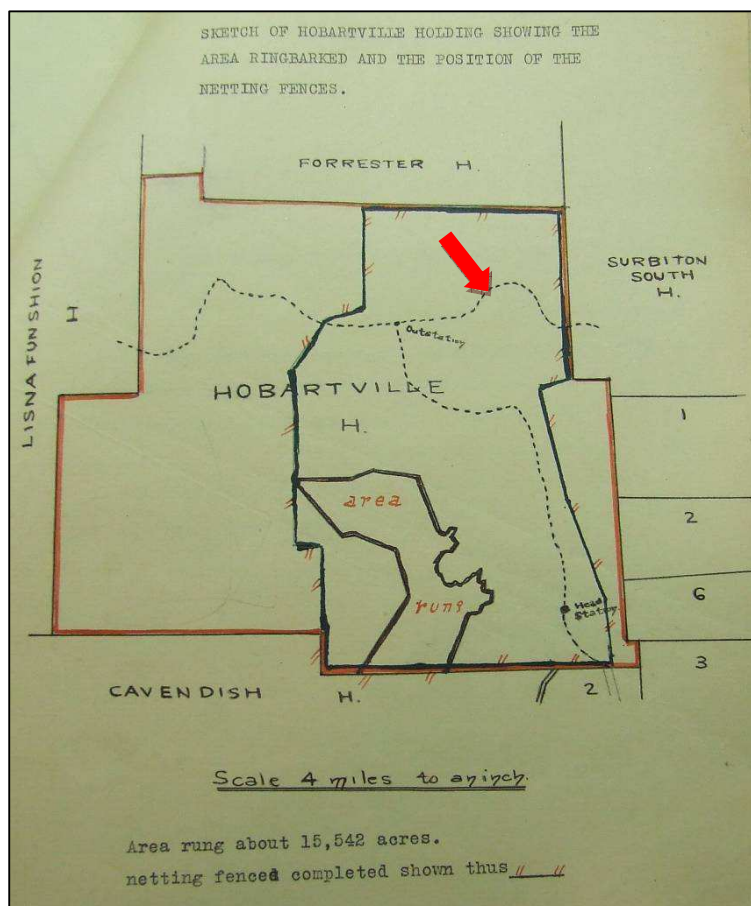 SKETCH OF HOBARTVILLE HOLDING SHOWING THE
AREA RINGBARKED AND THE POSITION OF THE
NETTING FENCES.
FORRESTER H.
SURBITON
SOUTH
H.
LISNAFUNSHION
H
Outstation
HOBARTVILLE
H.
1
area
2
6
rung
Head
Station
3
CAVENDISH H.
2
Scale 4 miles to an inch.
Area rung about 15,542 acres.
netting fenced completed shown thus